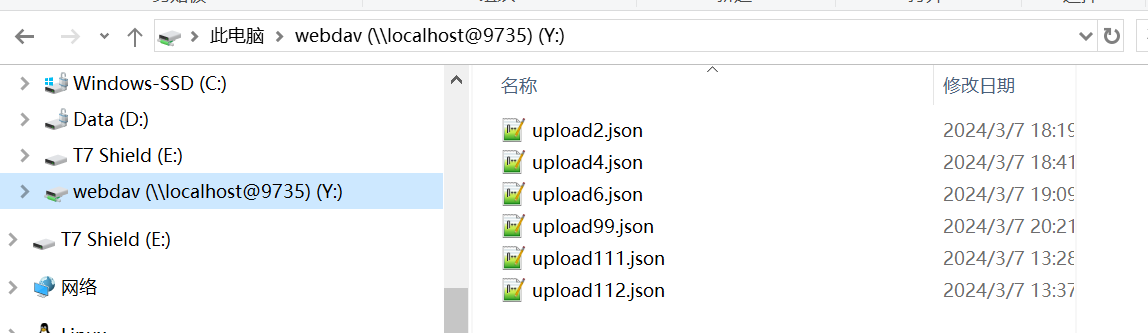 此电脑 > webdav (\\localhost@9735) (Y:)
Windows-SSD (C:)
Data (D:)
T7 Shield (E:)
webdav (\\localhost@9735) (Y:)
T7 Shield (E:)
网络
Linux
名称 修改日期
upload2.json 2024/3/7 18:19
upload4.json 2024/3/7 18:41
upload6.json 2024/3/7 19:09
upload99.json 2024/3/7 20:21
upload111.json 2024/3/7 13:28
upload112.json 2024/3/7 13:37